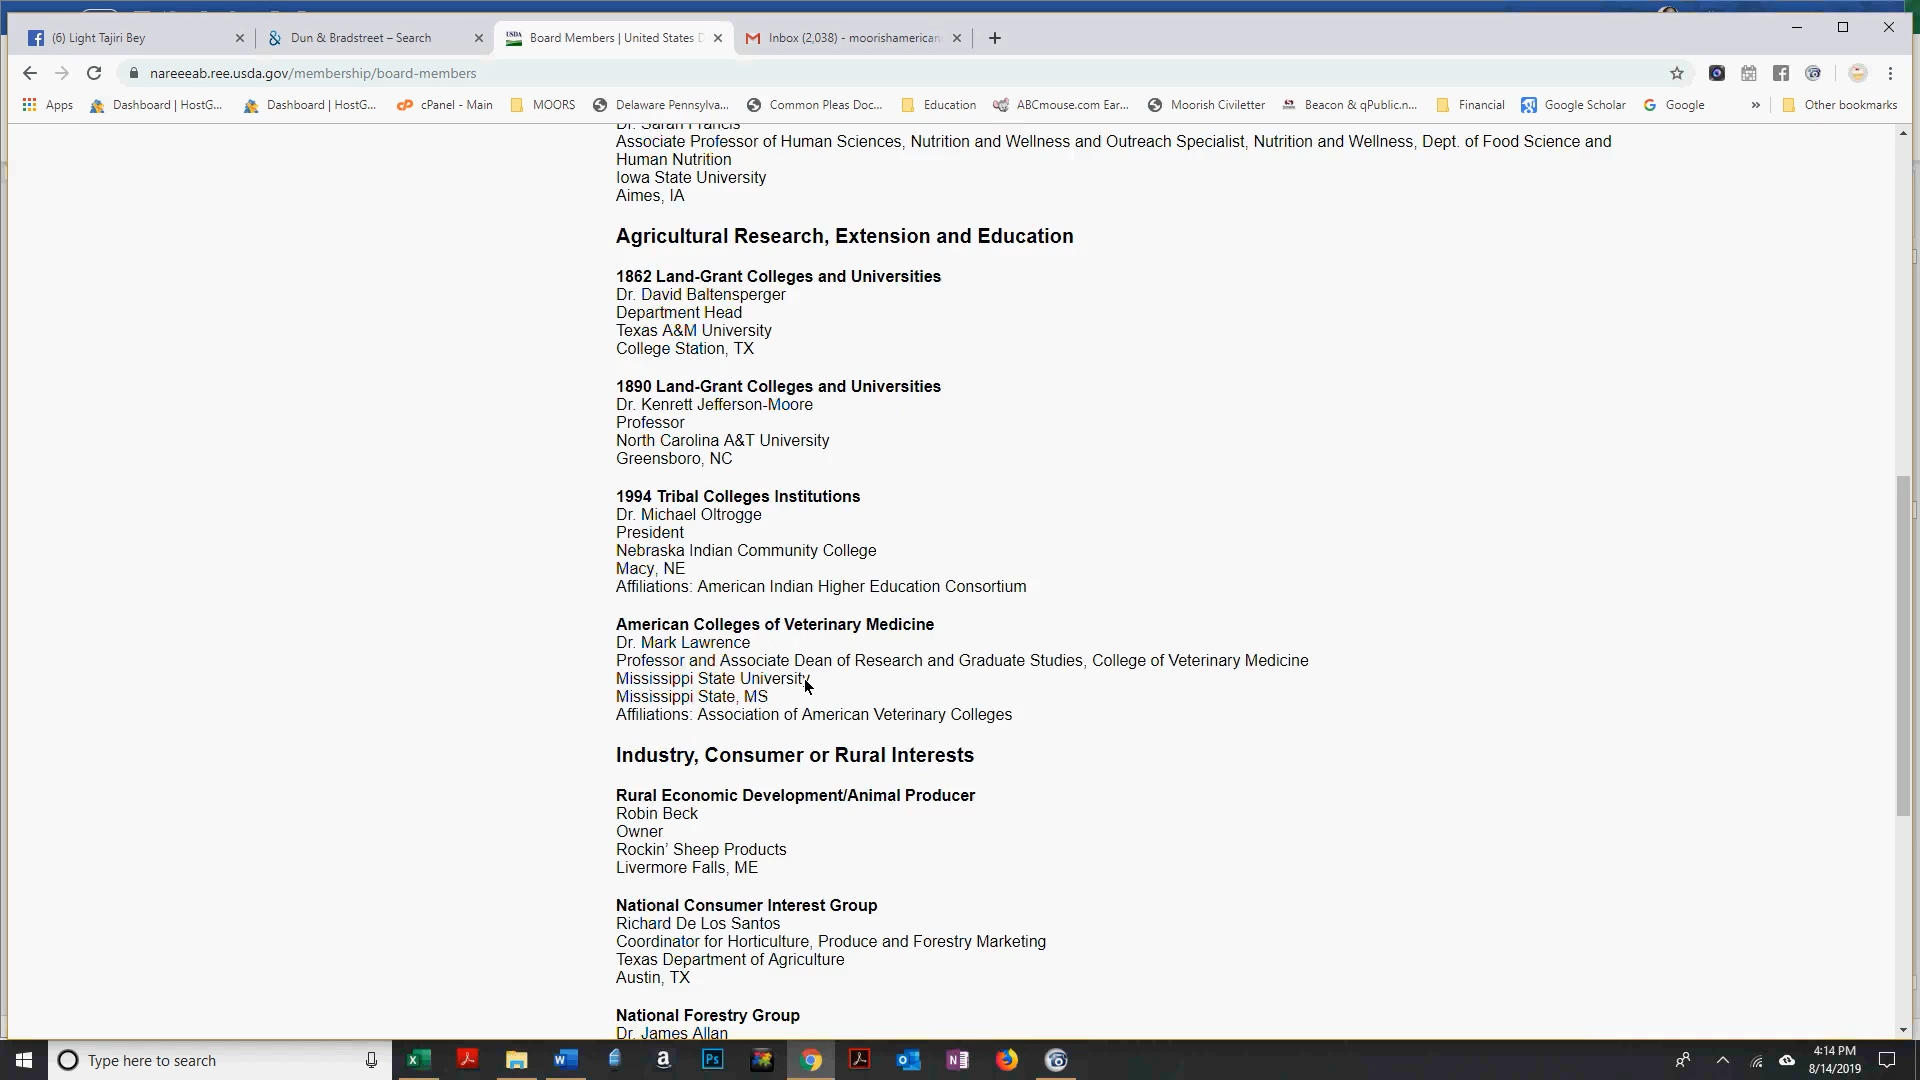 (6) Light Tajiri Bey
Dun & Bradstreet – Search
USDA Board Members | United States D
Inbox (2,038) - moorishamerican
nareeeab.ree.usda.gov/membership/board-members
Apps
Dashboard | HostG...
Dashboard | HostG...
cP cPanel - Main
MOORS
Delaware Pennsylva...
Common Pleas Doc...
Education
ABCmouse.com Ear...
Moorish Civiletter
Beacon & qPublic.n...
Financial
Google Scholar
Google
»
Other bookmarks
Dr. Sarah Francis
Associate Professor of Human Sciences, Nutrition and Wellness and Outreach Specialist, Nutrition and Wellness, Dept. of Food Science and
Human Nutrition
Iowa State University
Aimes, IA
Agricultural Research, Extension and Education
1862 Land-Grant Colleges and Universities
Dr. David Baltensperger
Department Head
Texas A&M University
College Station, TX
1890 Land-Grant Colleges and Universities
Dr. Kenrett Jefferson-Moore
Professor
North Carolina A&T University
Greensboro, NC
1994 Tribal Colleges Institutions
Dr. Michael Oltrogge
President
Nebraska Indian Community College
Macy, NE
Affiliations: American Indian Higher Education Consortium
American Colleges of Veterinary Medicine
Dr. Mark Lawrence
Professor and Associate Dean of Research and Graduate Studies, College of Veterinary Medicine
Mississippi State University
Mississippi State, MS
Affiliations: Association of American Veterinary Colleges
Industry, Consumer or Rural Interests
Rural Economic Development/Animal Producer
Robin Beck
Owner
Rockin’ Sheep Products
Livermore Falls, ME
National Consumer Interest Group
Richard De Los Santos
Coordinator for Horticulture, Produce and Forestry Marketing
Texas Department of Agriculture
Austin, TX
National Forestry Group
Dr. James Allan
Type here to search
4:14 PM
8/14/2019